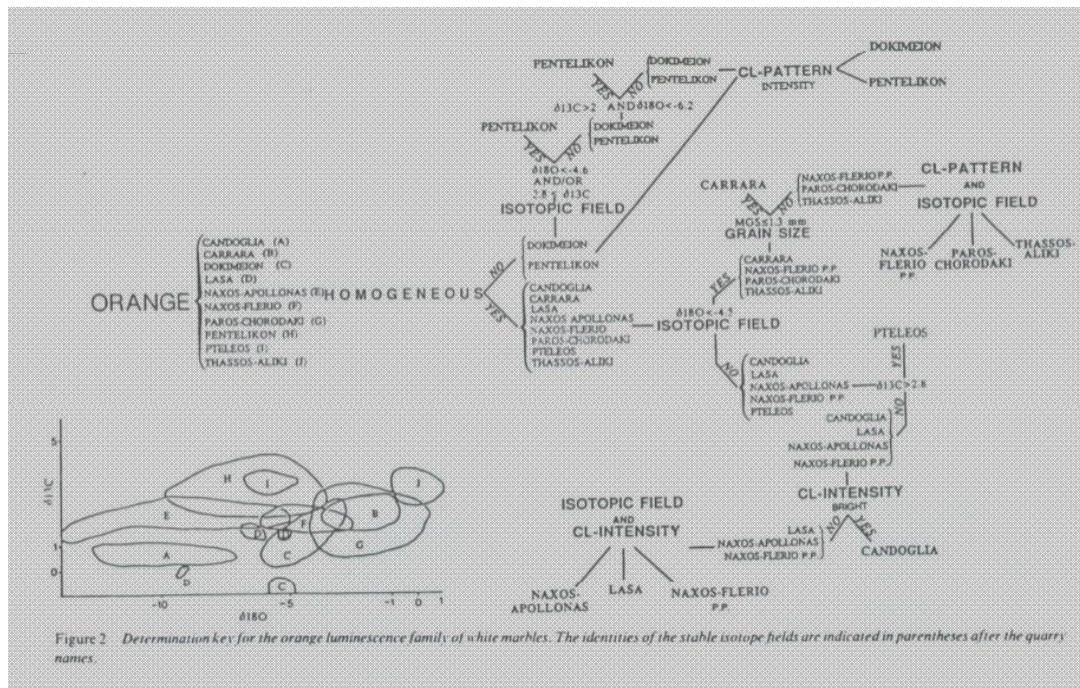 ORANGE
CANDOGLIA (A)
CARRARA (B)
DOKIMEION (C)
LASA (D)
NAXOS-APOLLONAS (E)
NAXOS-FLERIO (F)
PAROS-CHORODAKI (G)
PENTELIKON (H)
PTELEOS (I)
THASSOS-ALIKI (J)
HOMOGENEOUS
NO
DOKIMEION
PENTELIKON
ISOTOPIC FIELD
δ18O<-4.6
AND/OR
2.8 ≤ δ13C
YES
PENTELIKON
NO
DOKIMEION
PENTELIKON
δ13C>2 AND δ18O<-6.2
YES
PENTELIKON
NO
DOKIMEION
PENTELIKON
CL-PATTERN
INTENSITY
DOKIMEION
PENTELIKON
YES
CANDOGLIA
CARRARA
LASA
NAXOS APOLLONAS
NAXOS-FLERIO
PAROS-CHORODAKI
PTELEOS
THASSOS-ALIKI
δ18O<-4.5
ISOTOPIC FIELD
YES
CARRARA
NAXOS-FLERIO P.P
PAROS-CHORODAKI
THASSOS-ALIKI
MGS≤1.3 mm
GRAIN SIZE
YES
CARRARA
NO
NAXOS-FLERIO P.P.
PAROS-CHORODAKI
THASSOS-ALIKI
CL-PATTERN
AND
ISOTOPIC FIELD
NAXOS-
FLERIO
P.P
PAROS-
CHORODAKI
THASSOS-
ALIKI
NO
CANDOGLIA
LASA
NAXOS-APOLLONAS
NAXOS-FLERIO P.P
PTELEOS
δ13C>2.8
YES
PTELEOS
NO
CANDOGLIA
LASA
NAXOS-APOLLONAS
NAXOS-FLERIO P.P.
CL-INTENSITY
BRIGHT
YES
CANDOGLIA
NO
LASA
NAXOS-APOLLONAS
NAXOS-FLERIO P.P.
ISOTOPIC FIELD
AND
CL-INTENSITY
NAXOS-
APOLLONAS
LASA
NAXOS-FLERIO
P.P.
δ13C
5
1
0
H
I
J
E
B
F
G
D
A
C
D
C
-10
-5
-1
0
1
δ18O
Figure 2 Determination key for the orange luminescence family of white marbles. The identities of the stable isotope fields are indicated in parentheses after the quarry
names.